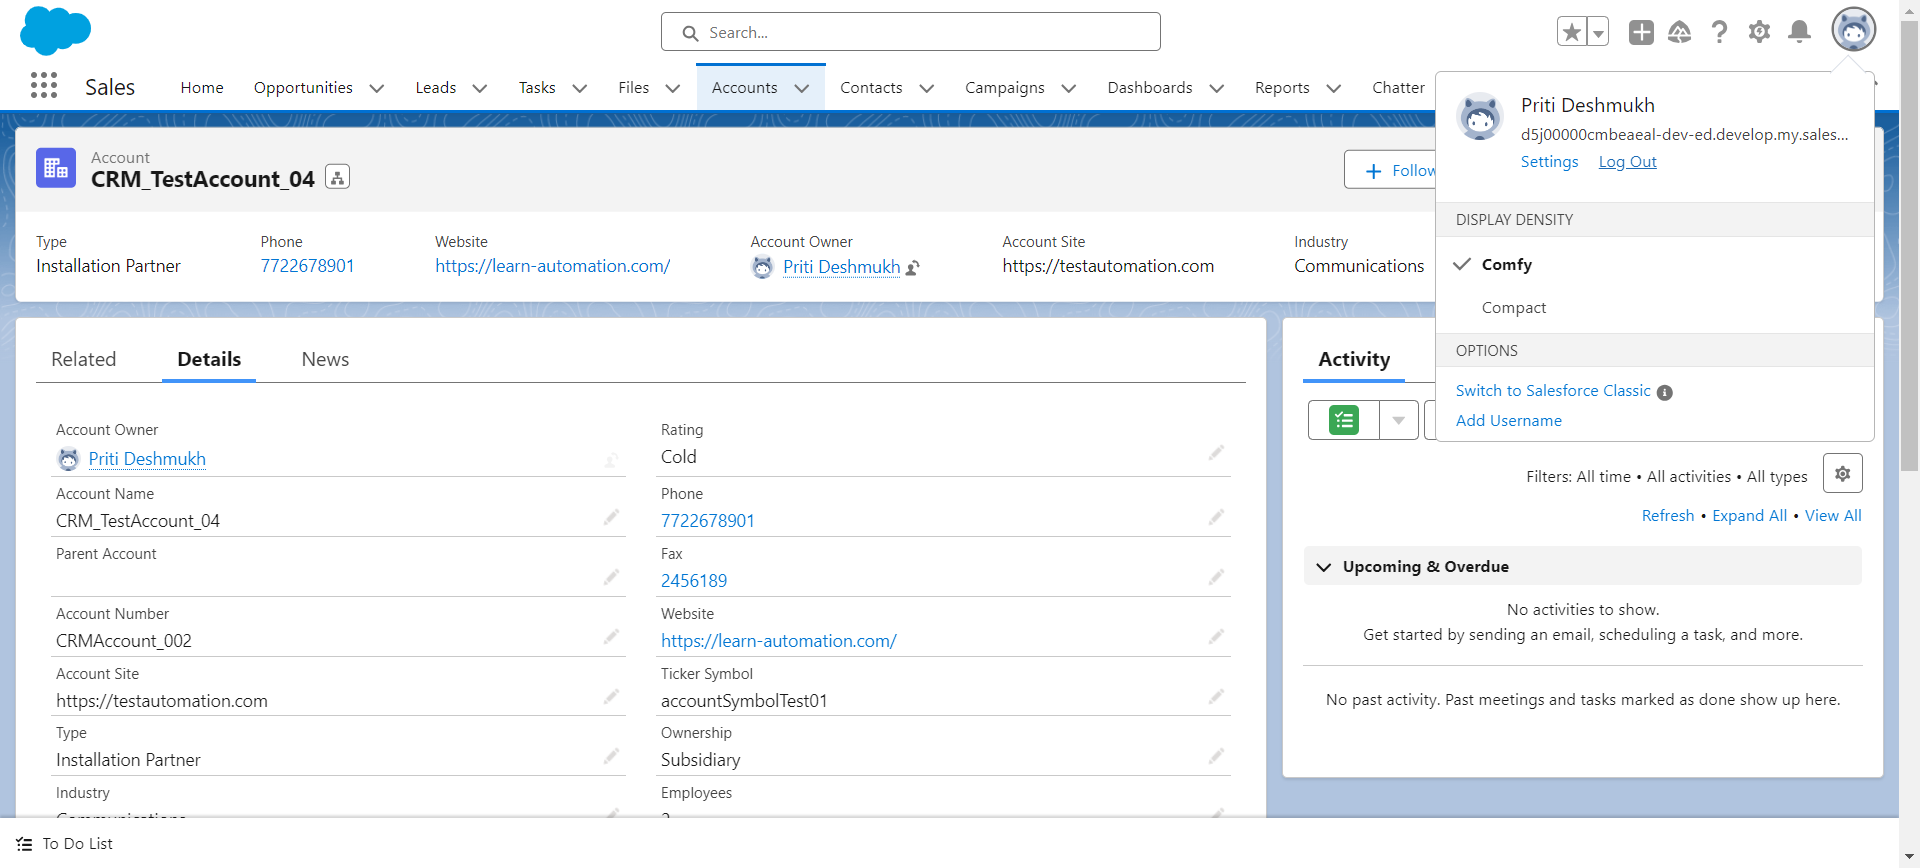 Search...
Sales
Home
Opportunities
Leads
Tasks
Files
Accounts
Contacts
Campaigns
Dashboards
Reports
Chatter
Priti Deshmukh
d5j00000cmbeaeal-dev-ed.develop.my.sales...
Settings
Log Out
DISPLAY DENSITY
Comfy
Compact
OPTIONS
Switch to Salesforce Classic
Add Username
Account
CRM_TestAccount_04
Follow
Type
Installation Partner
Phone
7722678901
Website
https://learn-automation.com/
Account Owner
Priti Deshmukh
Account Site
https://testautomation.com
Industry
Communications
Related
Details
News
Account Owner
Priti Deshmukh
Account Name
CRM_TestAccount_04
Parent Account
Account Number
CRMAccount_002
Account Site
https://testautomation.com
Type
Installation Partner
Industry
Communications
Rating
Cold
Phone
7722678901
Fax
2456189
Website
https://learn-automation.com/
Ticker Symbol
accountSymbolTest01
Ownership
Subsidiary
Employees
Activity
Filters: All time • All activities • All types
Refresh • Expand All • View All
Upcoming & Overdue
No activities to show.
Get started by sending an email, scheduling a task, and more.
No past activity. Past meetings and tasks marked as done show up here.
To Do List